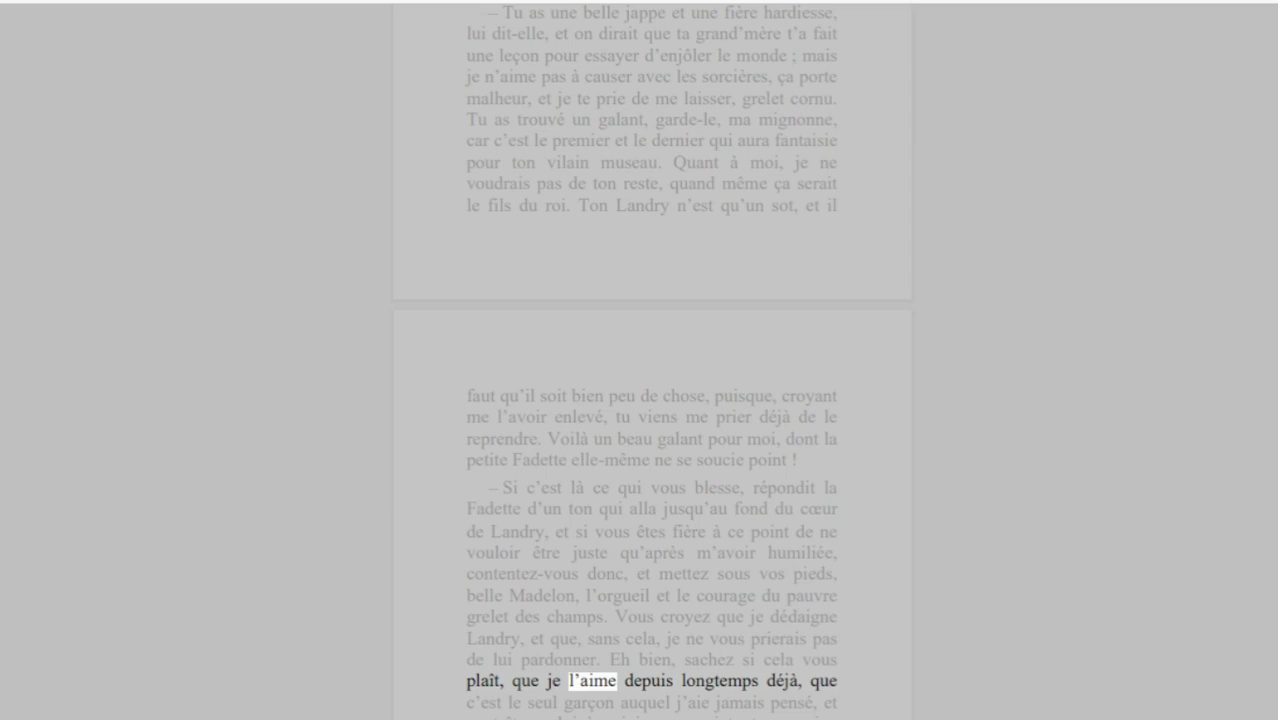 – Tu as une belle jappe et une fière hardiesse,
lui dit-elle, et on dirait que ta grand’mère t’a fait
une leçon pour essayer d’enjôler le monde ; mais
je n’aime pas à causer avec les sorcières, ça porte
malheur, et je te prie de me laisser, grelet cornu.
Tu as trouvé un galant, garde-le, ma mignonne,
car c’est le premier et le dernier qui aura fantaisie
pour ton vilain museau. Quant à moi, je ne
voudrais pas de ton reste, quand même ça serait
le fils du roi. Ton Landry n’est qu’un sot, et il
faut qu’il soit bien peu de chose, puisque, croyant
me l’avoir enlevé, tu viens me prier déjà de le
reprendre. Voilà un beau galant pour moi, dont la
petite Fadette elle-même ne se soucie point !
– Si c’est là ce qui vous blesse, répondit la
Fadette d’un ton qui alla jusqu’au fond du cœur
de Landry, et si vous êtes fière à ce point de ne
vouloir être juste qu’après m’avoir humiliée,
contentez-vous donc, et mettez sous vos pieds,
belle Madelon, l’orgueil et le courage du pauvre
grelet des champs. Vous croyez que je dédaigne
Landry, et que, sans cela, je ne vous prierais pas
de lui pardonner. Eh bien, sachez si cela vous
plaît, que je l’aime depuis longtemps déjà, que
c’est le seul garçon auquel j’aie jamais pensé, et